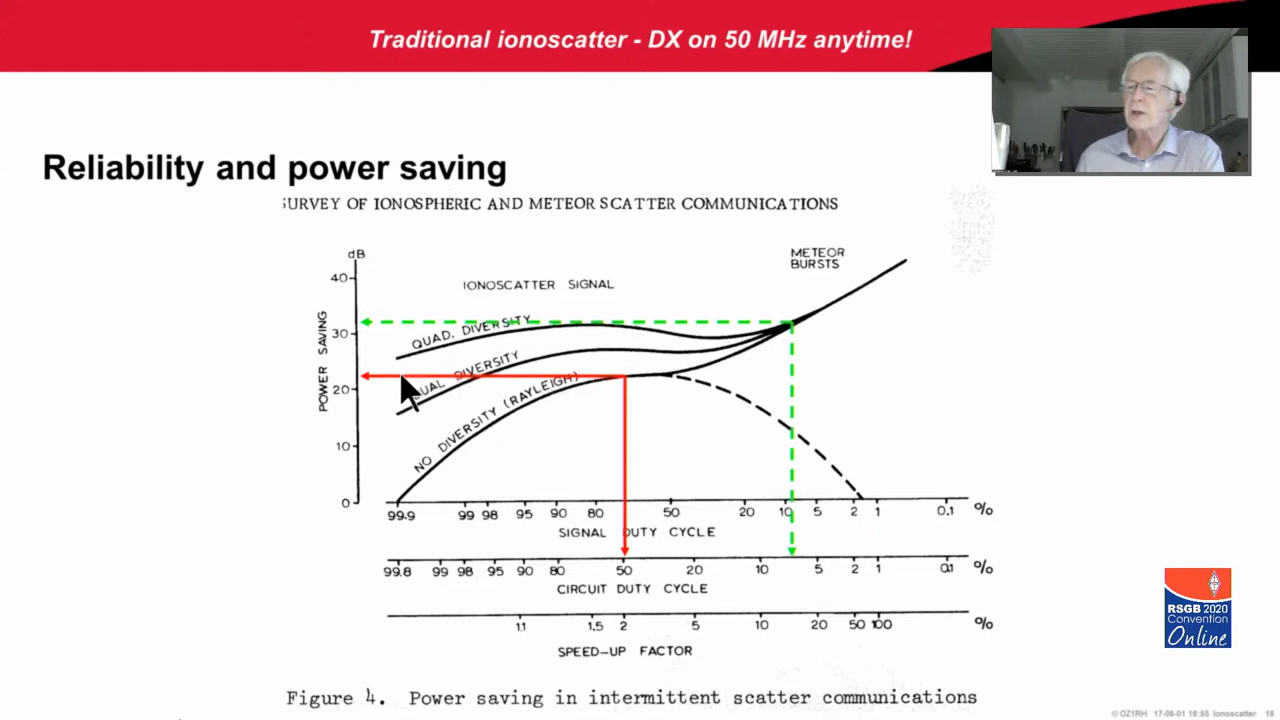 Traditional ionoscatter - DX on 50 MHz anytime!
Reliability and power saving
SURVEY OF IONOSPHERIC AND METEOR SCATTER COMMUNICATIONS
dB
METEOR
BURSTS
40
IONOSCATTER SIGNAL
30
QUAD. DIVERSITY
POWER SAVING
DUAL DIVERSITY
20
NO DIVERSITY (RAYLEIGH)
10
0
99.9 99 98 95 90 80 50 20 10 5 2 1 0.1 %
SIGNAL DUTY CYCLE
99.8 99 98 95 90 80 50 20 10 5 2 1 0.1 %
CIRCUIT DUTY CYCLE
1.1 1.5 2 5 10 20 50 100 %
SPEED-UP FACTOR
Figure 4. Power saving in intermittent scatter communications
RSGB 2020
Convention
Online
© OZ1RH 17-08-01 18:55 Ionoscatter 18